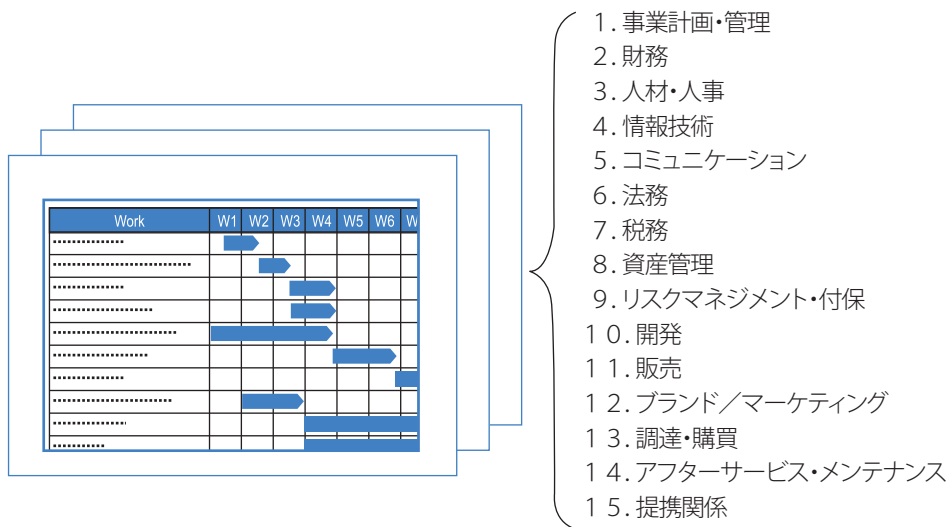 Work W1 W2 W3 W4 W5 W6 W
1.事業計画・管理
2.財務
3.人材・人事
4.情報技術
5.コミュニケーション
6.法務
7.税務
8.資産管理
9.リスクマネジメント・付保
10.開発
11.販売
12.ブランド／マーケティング
13.調達・購買
14.アフターサービス・メンテナンス
15.提携関係